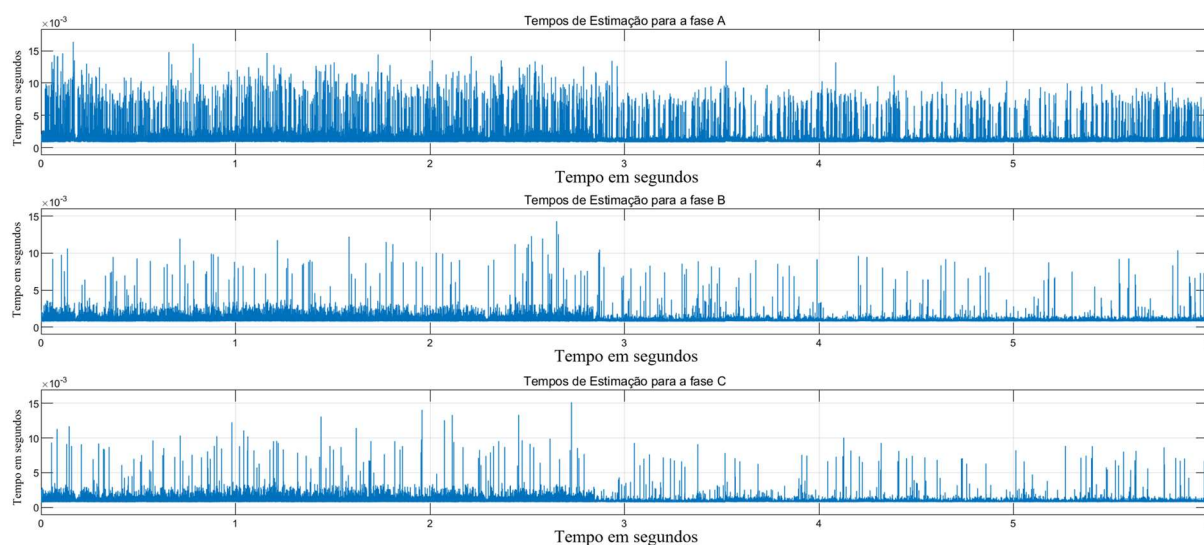 Tempos de Estimação para a fase A
×10⁻³
Tempo em segundos
15
10
5
0
0 1 2 3 4 5
Tempo em segundos
Tempos de Estimação para a fase B
×10⁻³
Tempo em segundos
15
10
5
0
0 1 2 3 4 5
Tempo em segundos
Tempos de Estimação para a fase C
×10⁻³
Tempo em segundos
15
10
5
0
0 1 2 3 4 5
Tempo em segundos